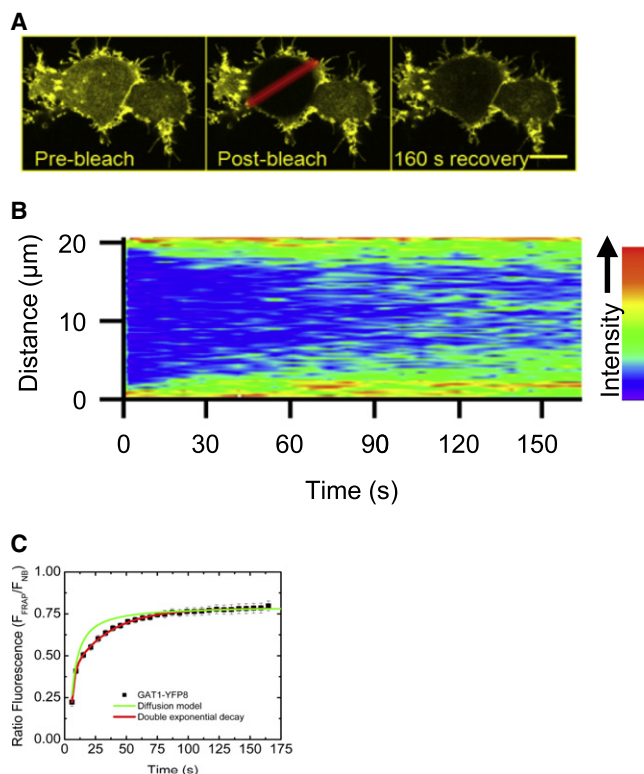 A
Pre-bleach
Post-bleach
160 s recovery
B
Distance (µm)
20
10
0
0 30 60 90 120 150
Time (s)
Intensity
C
Ratio Fluorescence (F_FRAP/F_NB)
1.00
0.75
0.50
0.25
0.00
GAT1-YFP8
Diffusion model
Double exponential decay
0 25 50 75 100 125 150 175
Time (s)